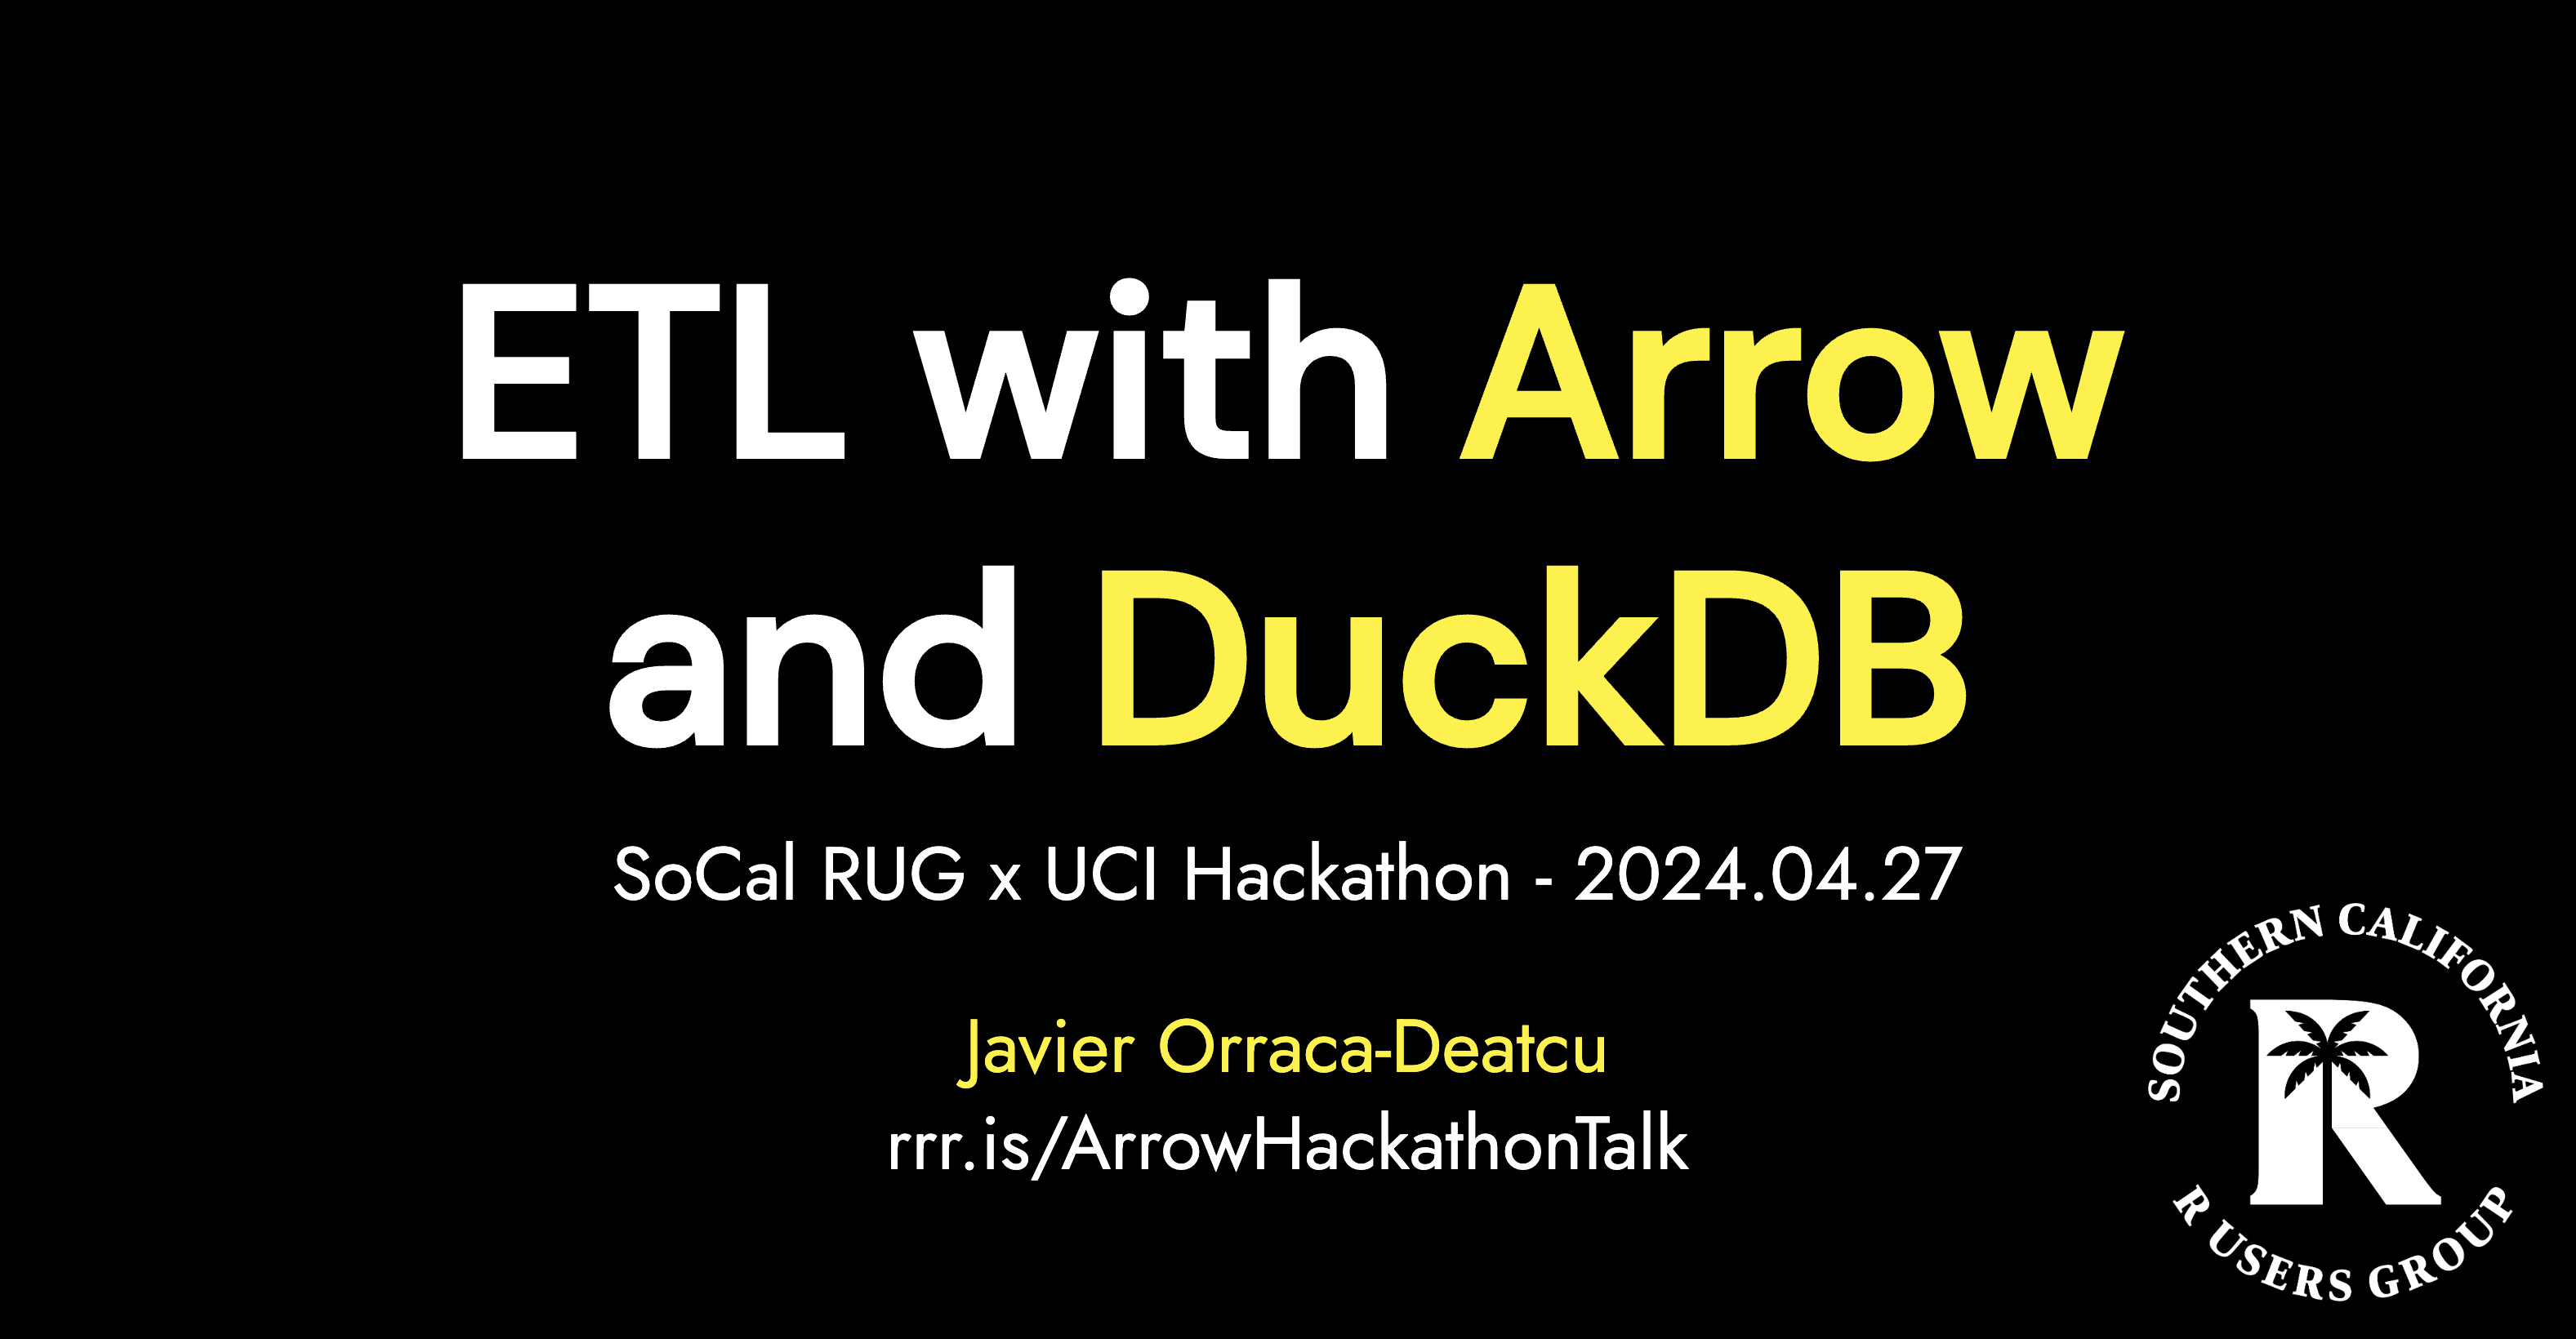 ETL with Arrow
and DuckDB
SoCal RUG x UCI Hackathon - 2024.04.27
Javier Orraca-Deatcu
rrr.is/ArrowHackathonTalk
SOUTHERN CALIFORNIA
R
R USERS GROUP